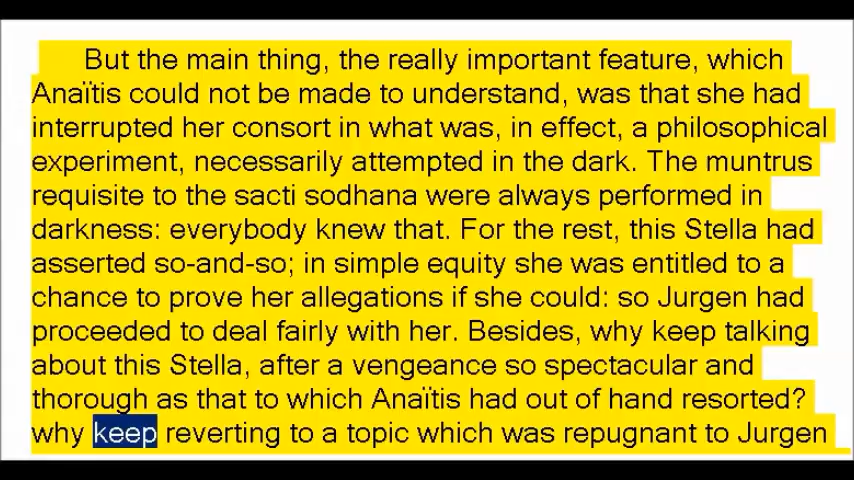 But the main thing, the really important feature, which
Anaïtis could not be made to understand, was that she had
interrupted her consort in what was, in effect, a philosophical
experiment, necessarily attempted in the dark. The muntrus
requisite to the sacti sodhana were always performed in
darkness: everybody knew that. For the rest, this Stella had
asserted so-and-so; in simple equity she was entitled to a
chance to prove her allegations if she could: so Jurgen had
proceeded to deal fairly with her. Besides, why keep talking
about this Stella, after a vengeance so spectacular and
thorough as that to which Anaïtis had out of hand resorted?
why keep reverting to a topic which was repugnant to Jurgen